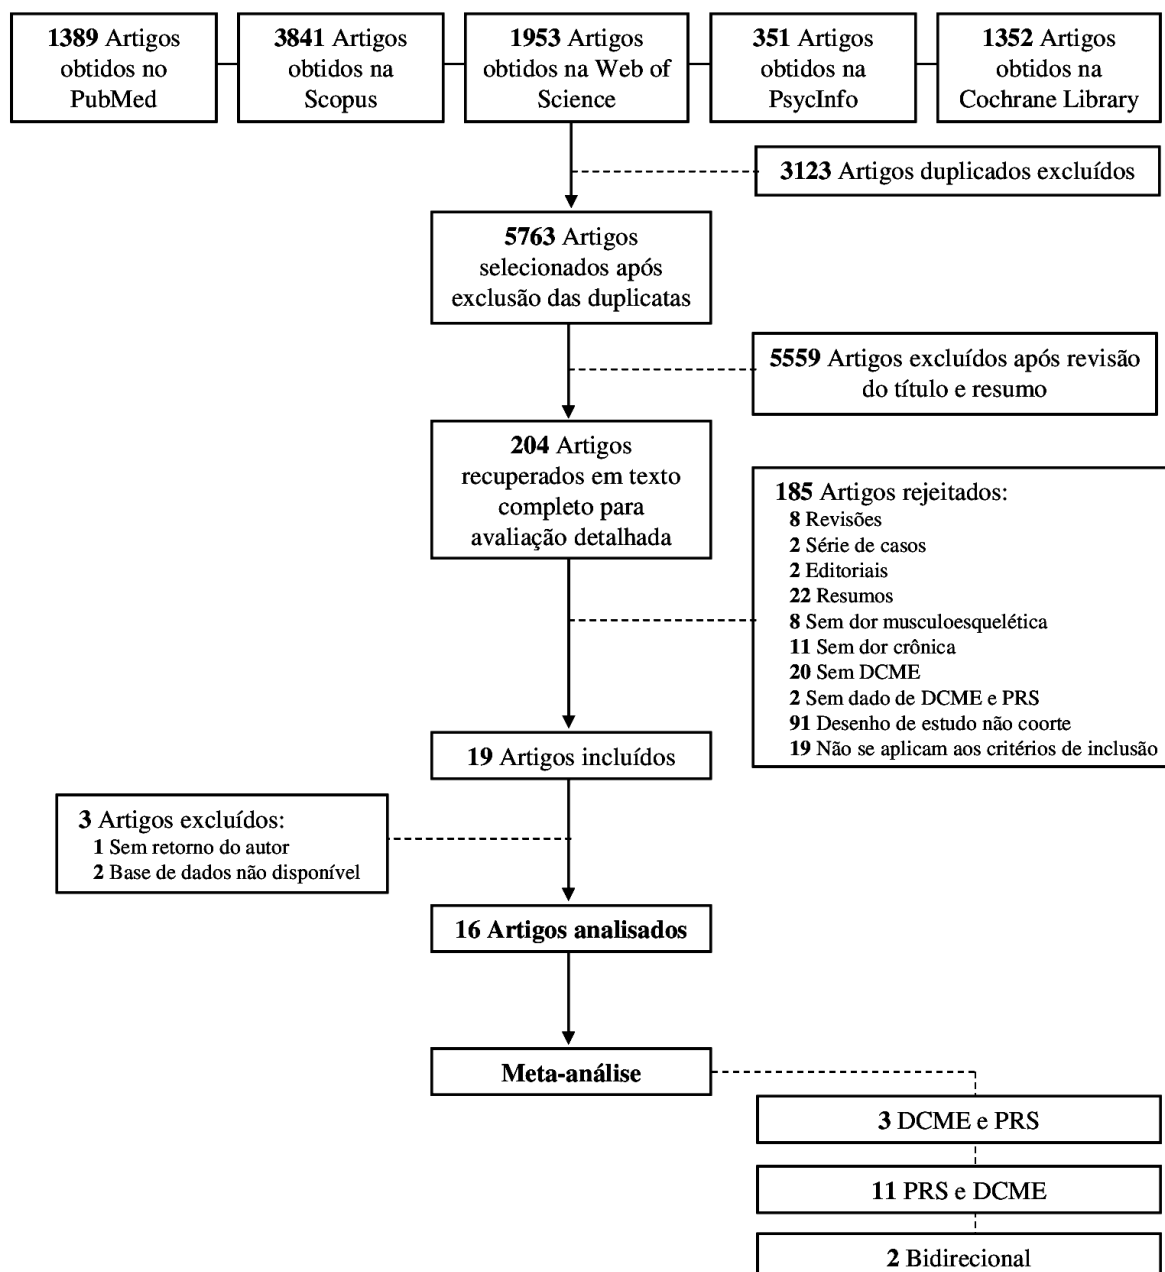 1389 Artigos
obtidos no
PubMed
3841 Artigos
obtidos na
Scopus
1953 Artigos
obtidos na Web of
Science
351 Artigos
obtidos na
PsycInfo
1352 Artigos
obtidos na
Cochrane Library
3123 Artigos duplicados excluídos
5763 Artigos
selecionados após
exclusão das duplicatas
5559 Artigos excluídos após revisão
do título e resumo
204 Artigos
recuperados em texto
completo para
avaliação detalhada
185 Artigos rejeitados:
8 Revisões
2 Série de casos
2 Editoriais
22 Resumos
8 Sem dor musculoesquelética
11 Sem dor crônica
20 Sem DCME
2 Sem dado de DCME e PRS
91 Desenho de estudo não coorte
19 Não se aplicam aos critérios de inclusão
19 Artigos incluídos
3 Artigos excluídos:
1 Sem retorno do autor
2 Base de dados não disponível
16 Artigos analisados
Meta-análise
3 DCME e PRS
11 PRS e DCME
2 Bidirecional